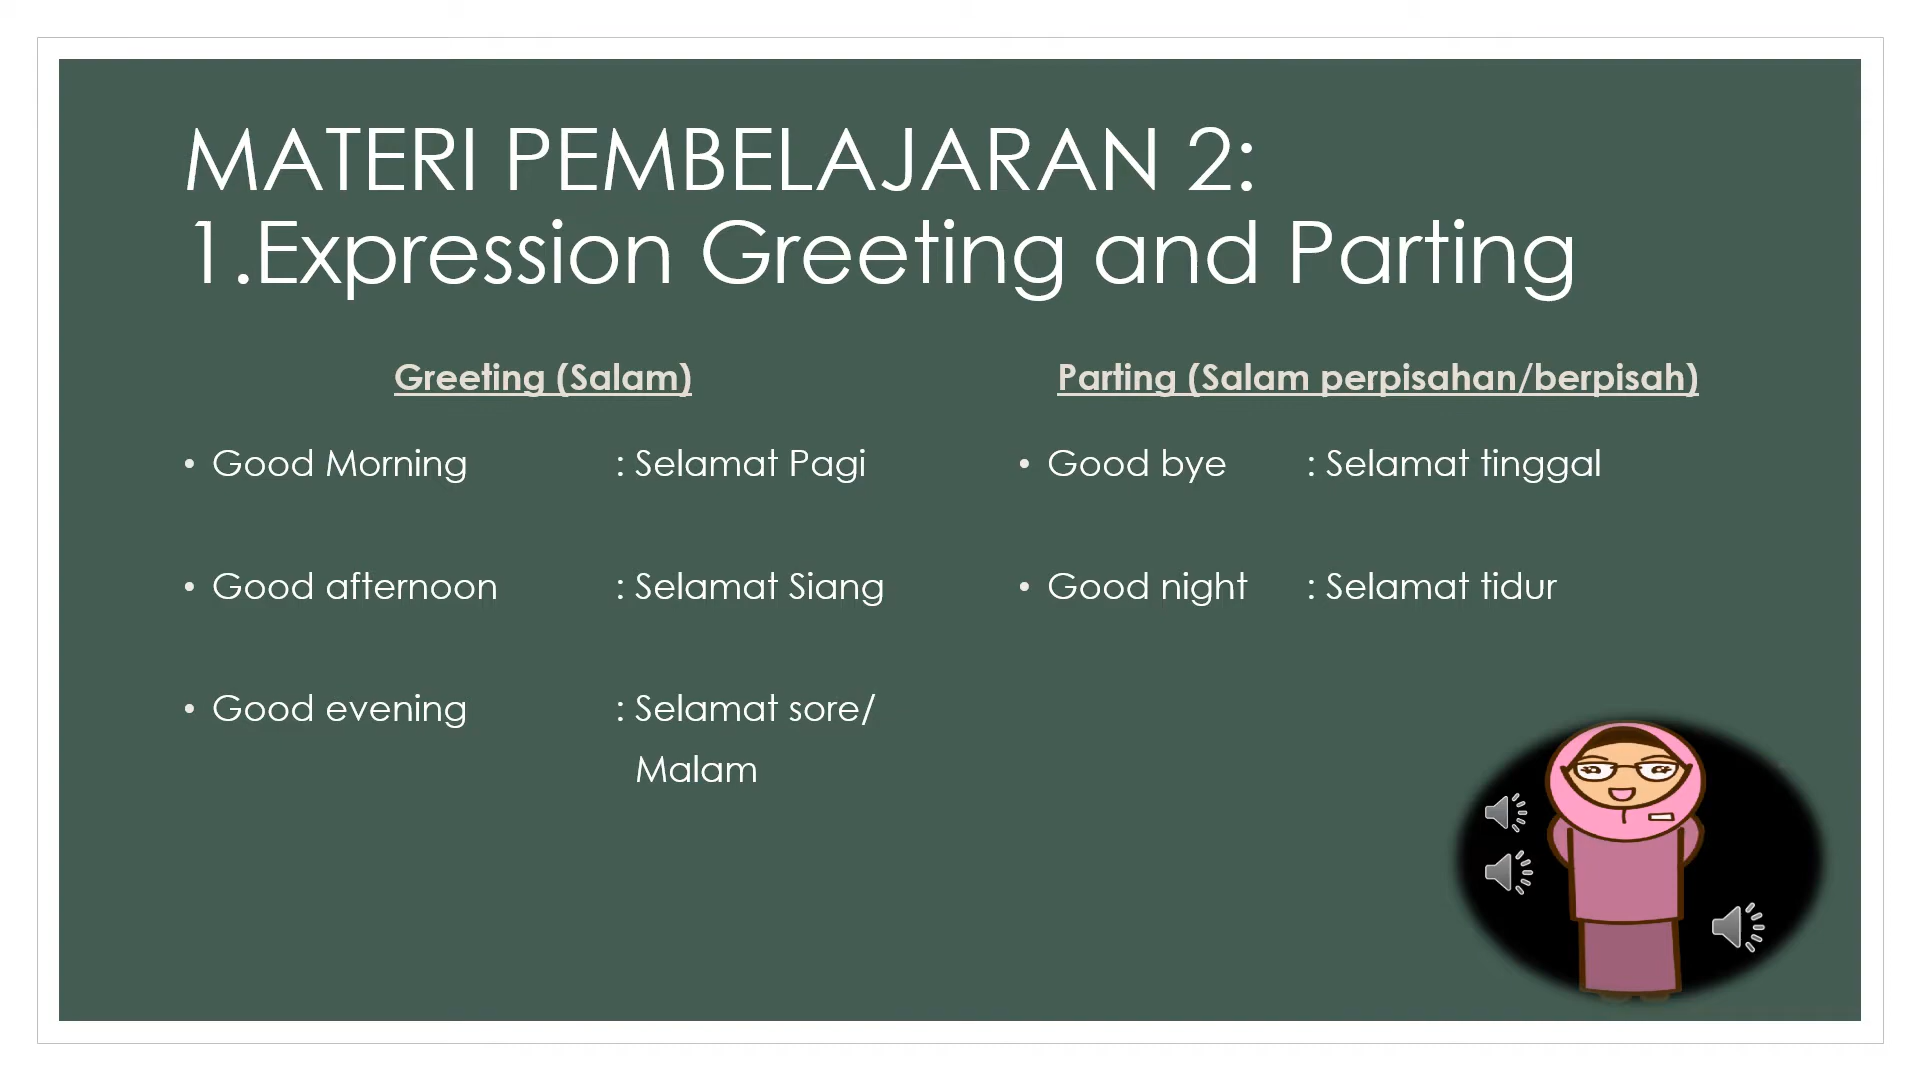 MATERI PEMBELAJARAN 2:
1.Expression Greeting and Parting
Greeting (Salam)
• Good Morning : Selamat Pagi
• Good afternoon : Selamat Siang
• Good evening : Selamat sore/
Malam
Parting (Salam perpisahan/berpisah)
• Good bye : Selamat tinggal
• Good night : Selamat tidur